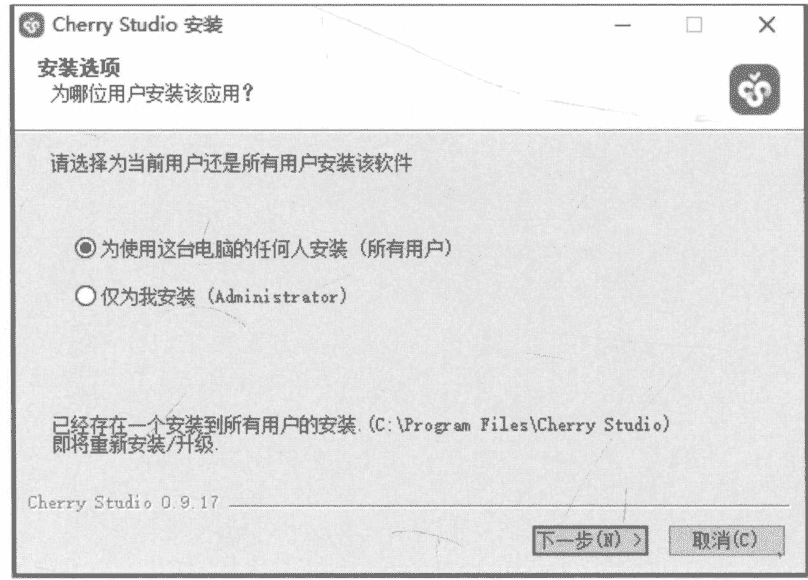 Cherry Studio 安装
安装选项
为哪位用户安装该应用？
请选择为当前用户还是所有用户安装该软件
为使用这台电脑的任何人安装 (所有用户)
仅为我安装 (Administrator)
已经存在一个安装到所有用户的安装.(C:\Program Files\Cherry Studio)
即将重新安装/升级.
Cherry Studio 0.9.17
下一步(N) >
取消(C)